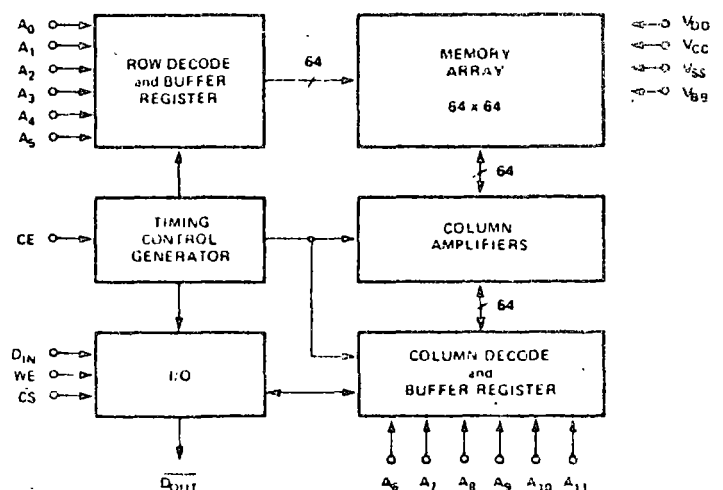 A0
A1
A2
A3
A4
A5
ROW DECODE
and BUFFER
REGISTER
64
MEMORY
ARRAY
64 x 64
VDD
VCC
VSS
VBB
64
CE
TIMING
CONTROL
GENERATOR
COLUMN
AMPLIFIERS
64
DIN
WE
CS
I/O
COLUMN DECODE
and
BUFFER REGISTER
DOUT
A6 A7 A8 A9 A10 A11